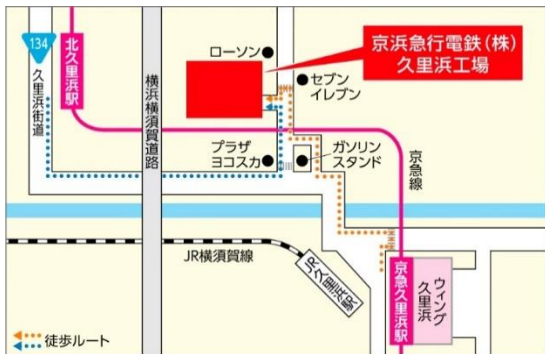 134
北久里浜駅
久里浜街道
横浜横須賀道路
ローソン
京浜急行電鉄(株)
久里浜工場
セブン
イレブン
プラザ
ヨコスカ
ガソリン
スタンド
京急線
JR横須賀線
JR久里浜駅
京急久里浜駅
ウィング
久里浜
徒歩ルート